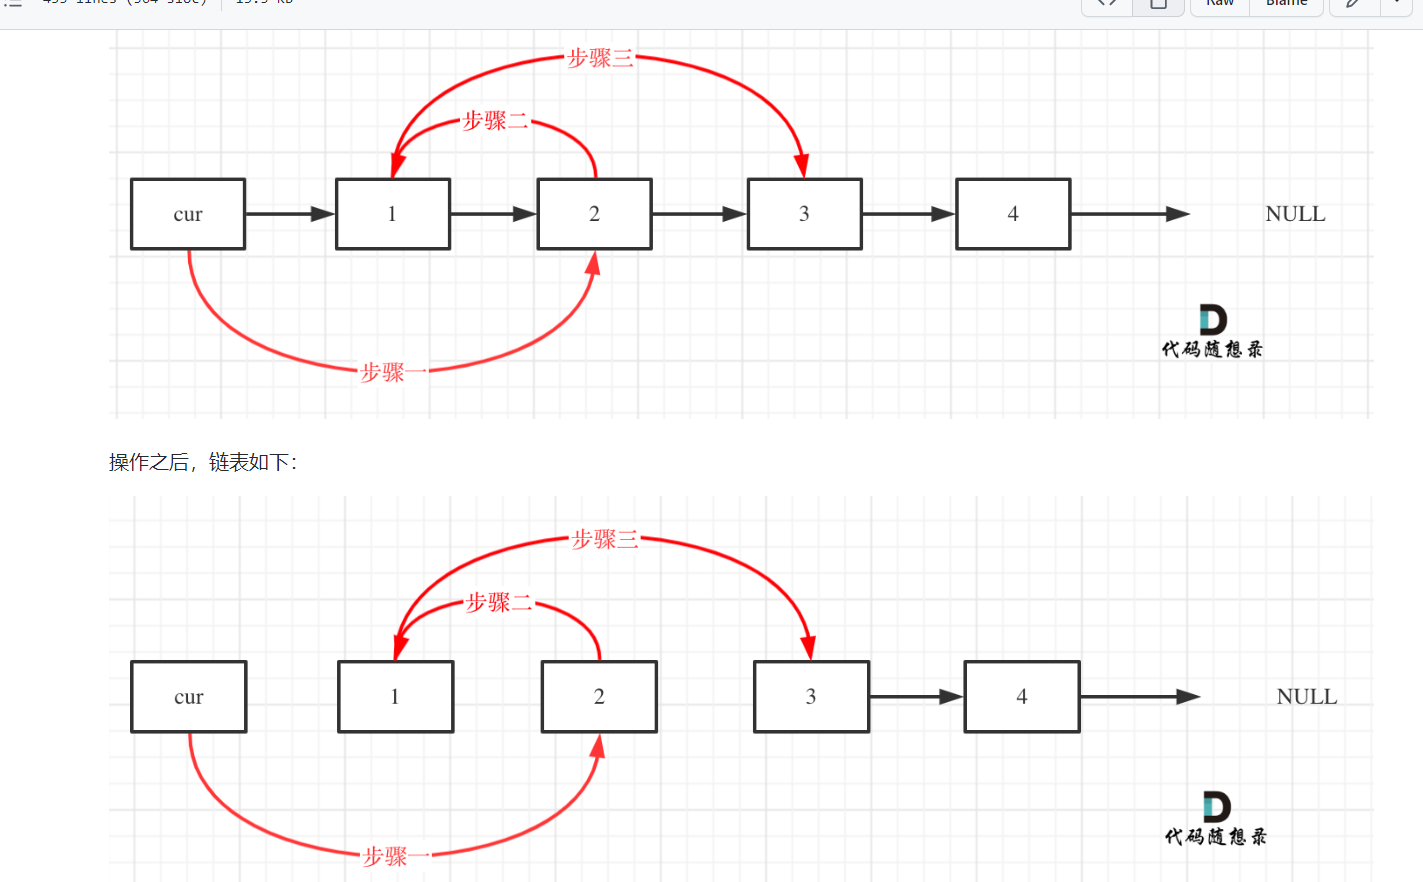 Raw
Blame
步骤三
步骤二
cur
1
2
3
4
NULL
步骤一
代码随想录
操作之后，链表如下：
步骤三
步骤二
cur
1
2
3
4
NULL
步骤一
代码随想录